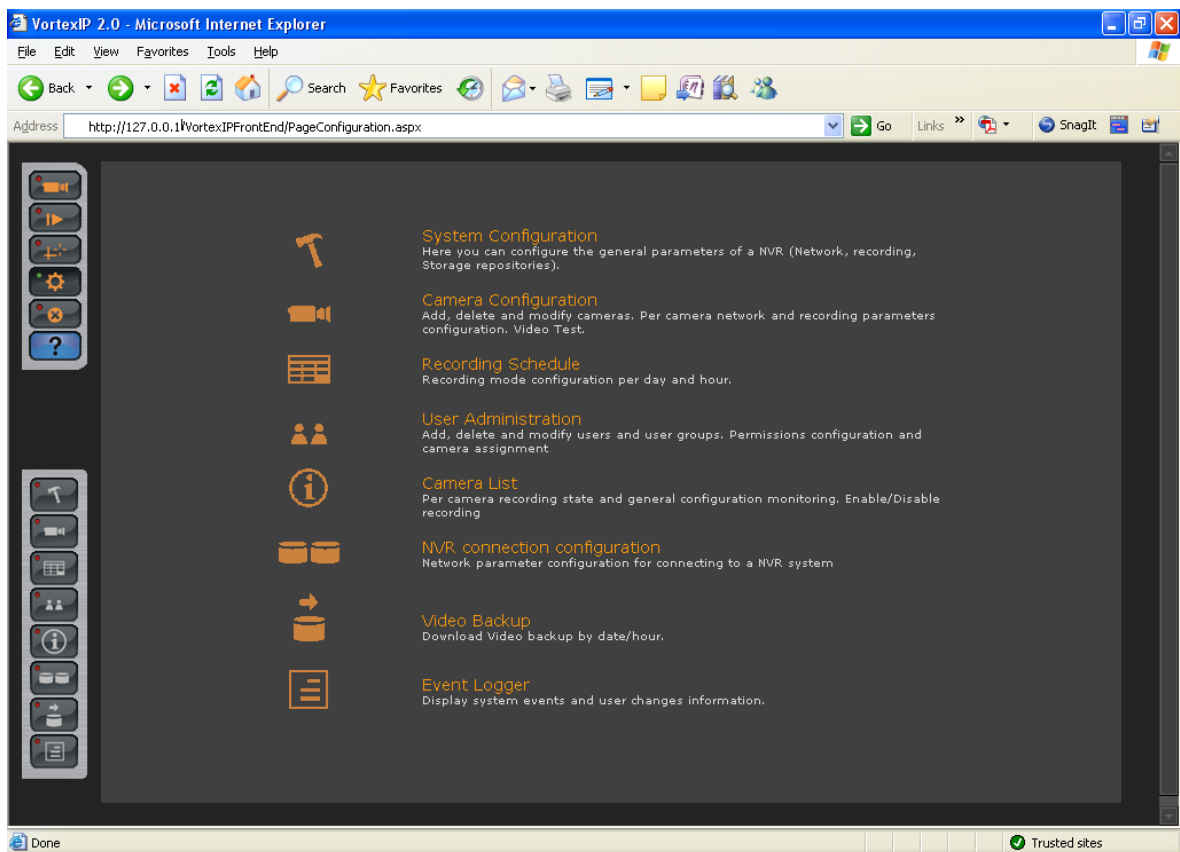 VortexIP 2.0 - Microsoft Internet Explorer
File Edit View Favorites Tools Help
Back Search Favorites
Address http://127.0.0.1/VortexIPFrontEnd/PageConfiguration.aspx Go Links » SnagIt
System Configuration
Here you can configure the general parameters of a NVR (Network, recording,
Storage repositories).
Camera Configuration
Add, delete and modify cameras. Per camera network and recording parameters
configuration. Video Test.
Recording Schedule
Recording mode configuration per day and hour.
User Administration
Add, delete and modify users and user groups. Permissions configuration and
camera assignment
Camera List
Per camera recording state and general configuration monitoring. Enable/Disable
recording
NVR connection configuration
Network parameter configuration for connecting to a NVR system
Video Backup
Download Video backup by date/hour.
Event Logger
Display system events and user changes information.
?
Done Trusted sites